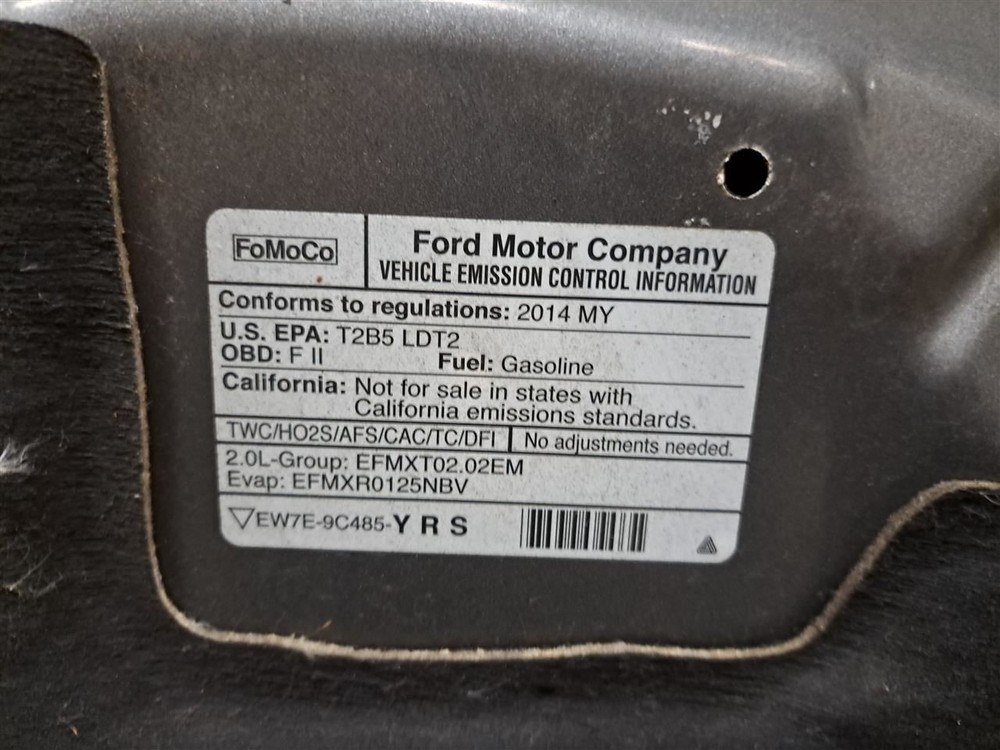 FoMoCo
Ford Motor Company
VEHICLE EMISSION CONTROL INFORMATION
Conforms to regulations: 2014 MY
U.S. EPA: T2B5 LDT2
OBD: F II Fuel: Gasoline
California: Not for sale in states with
California emissions standards.
TWC/HO2S/AFS/CAC/TC/DFI No adjustments needed.
2.0L-Group: EFMXT02.02EM
Evap: EFMXR0125NBV
EW7E-9C485-Y R S